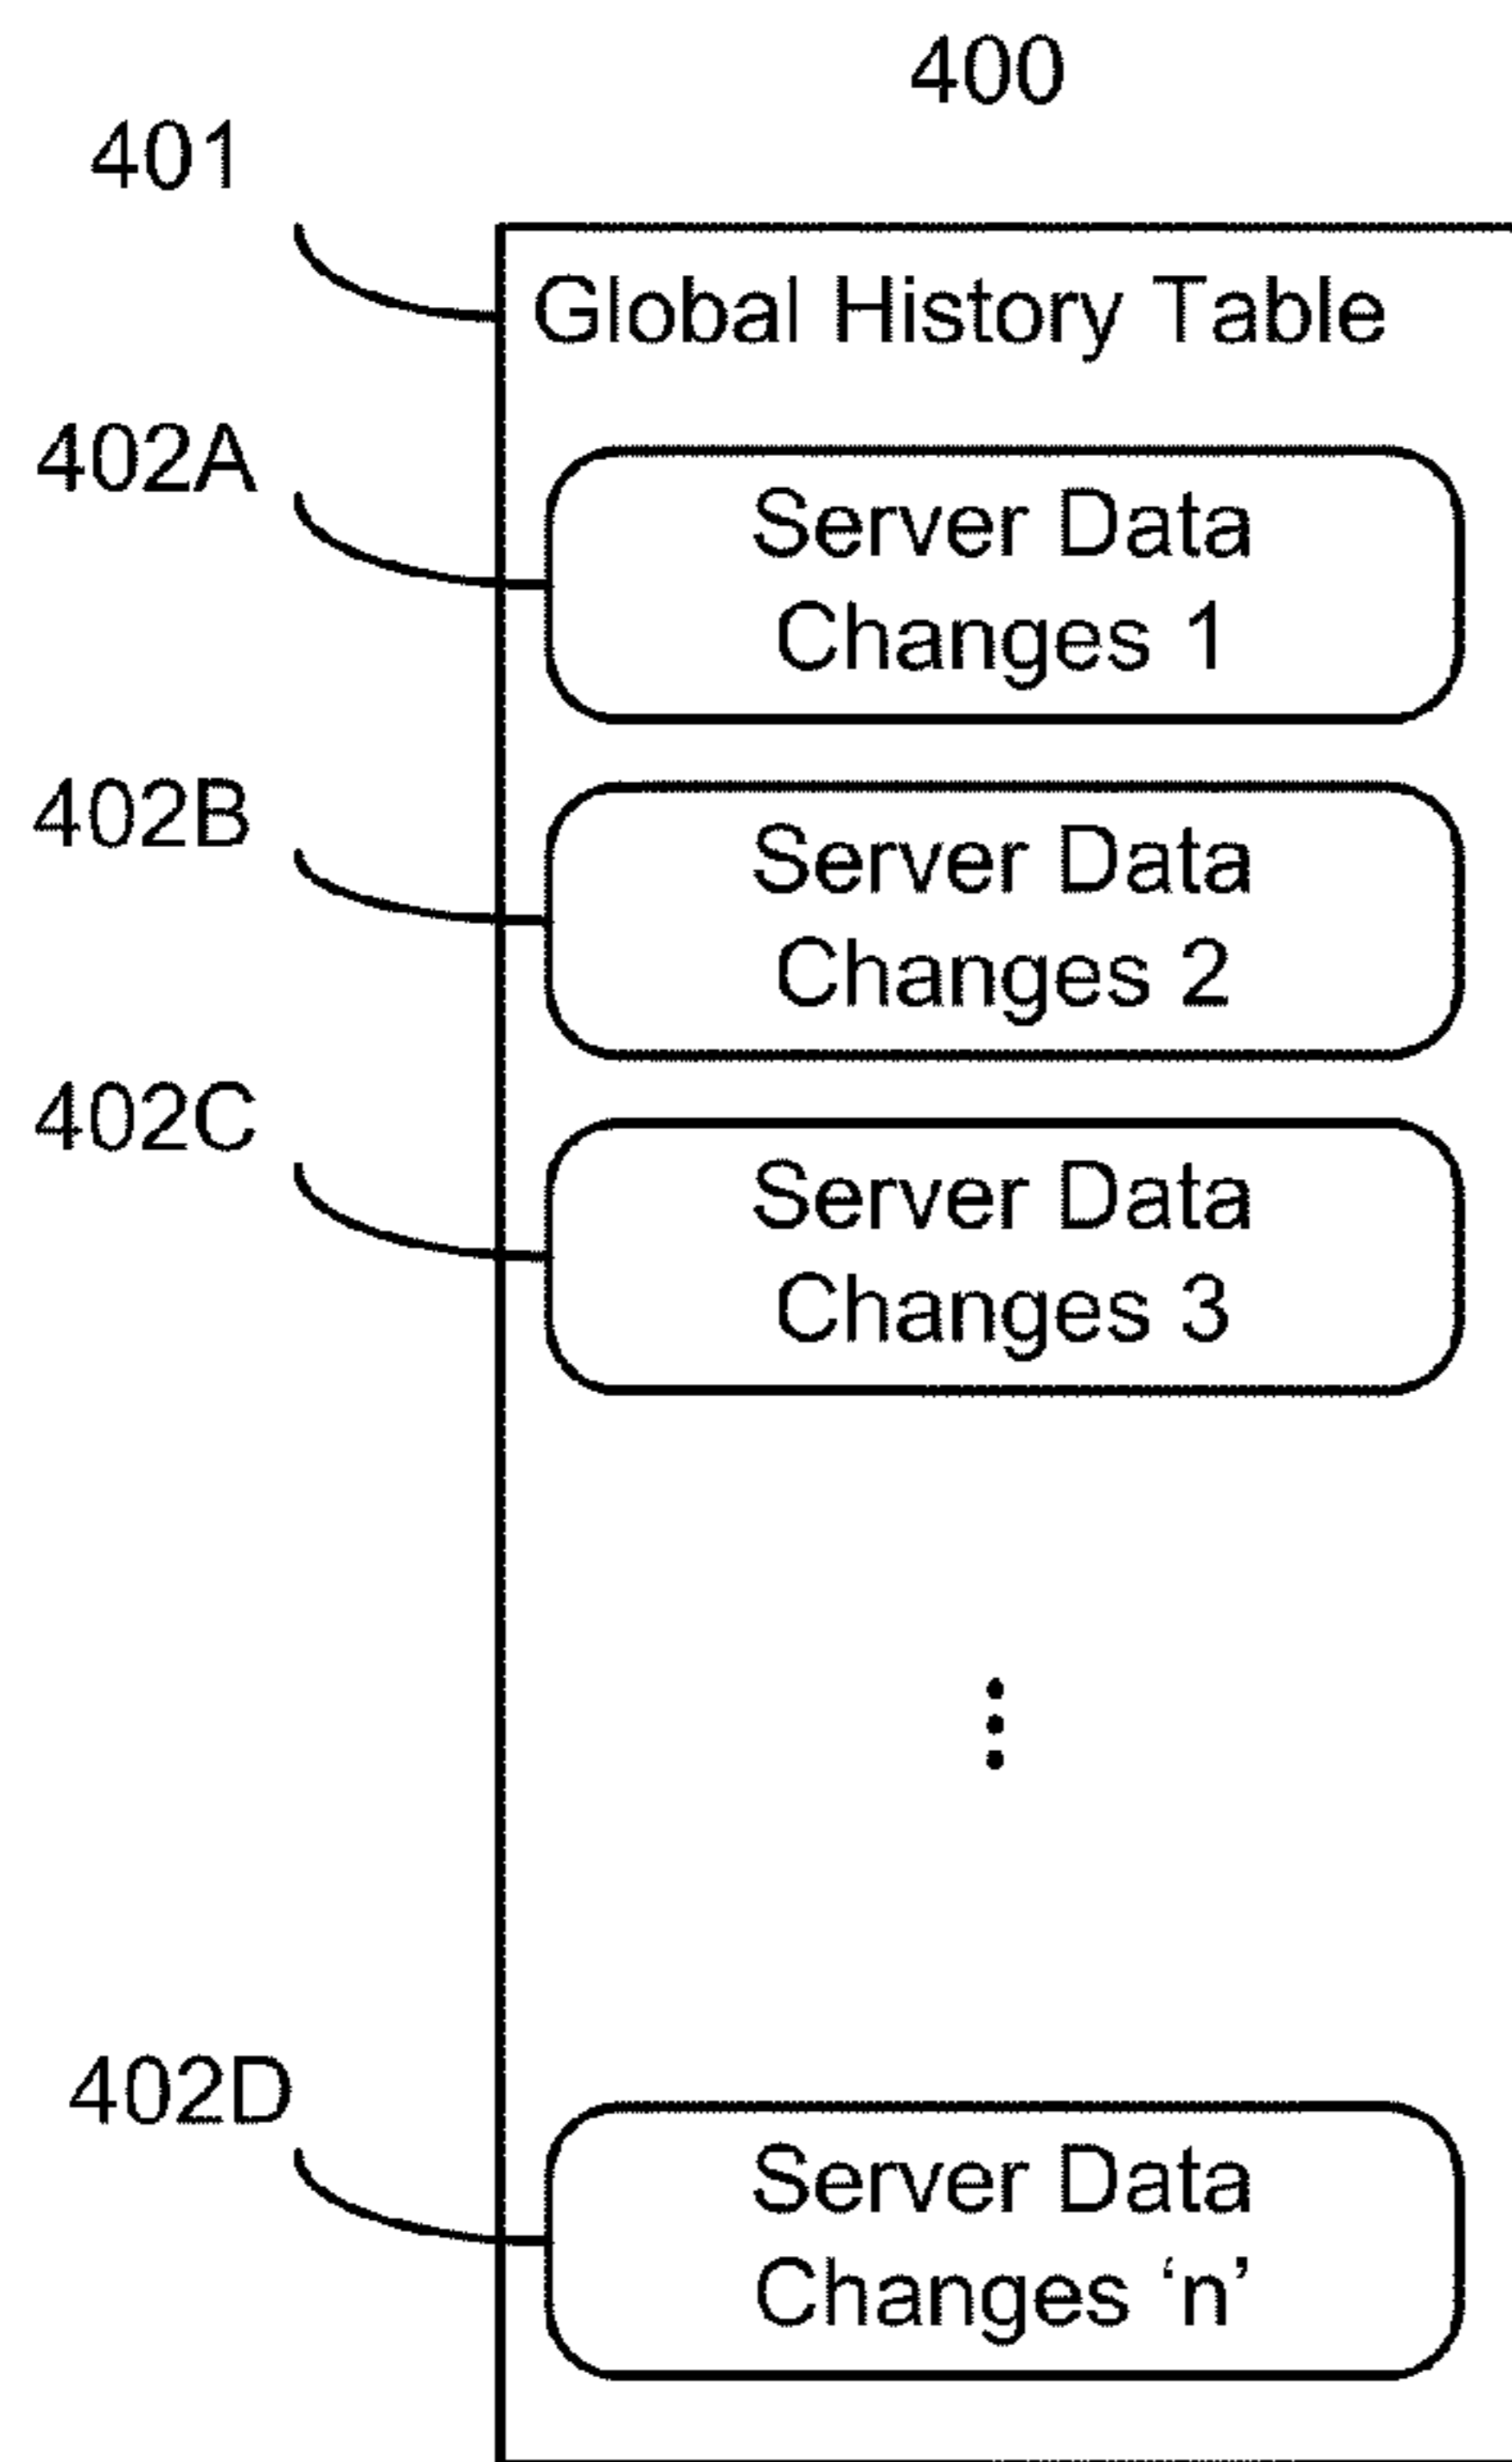 400
401
Global History Table
402A
Server Data
Changes 1
402B
Server Data
Changes 2
402C
Server Data
Changes 3
402D
Server Data
Changes ‘n’